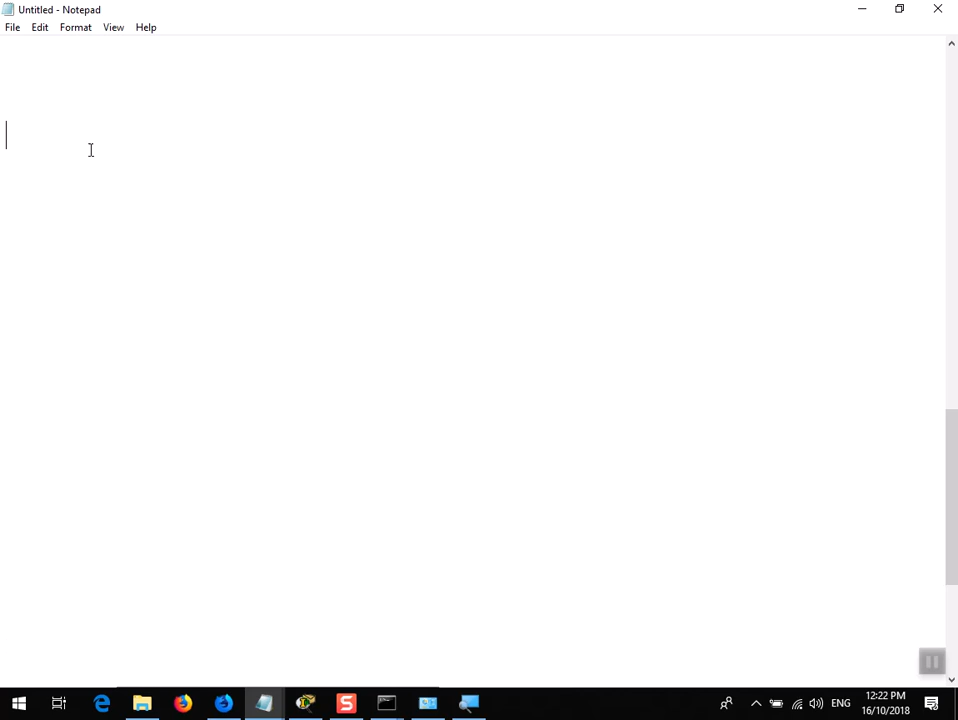 Untitled - Notepad
File Edit Format View Help
ENG
12:22 PM
16/10/2018